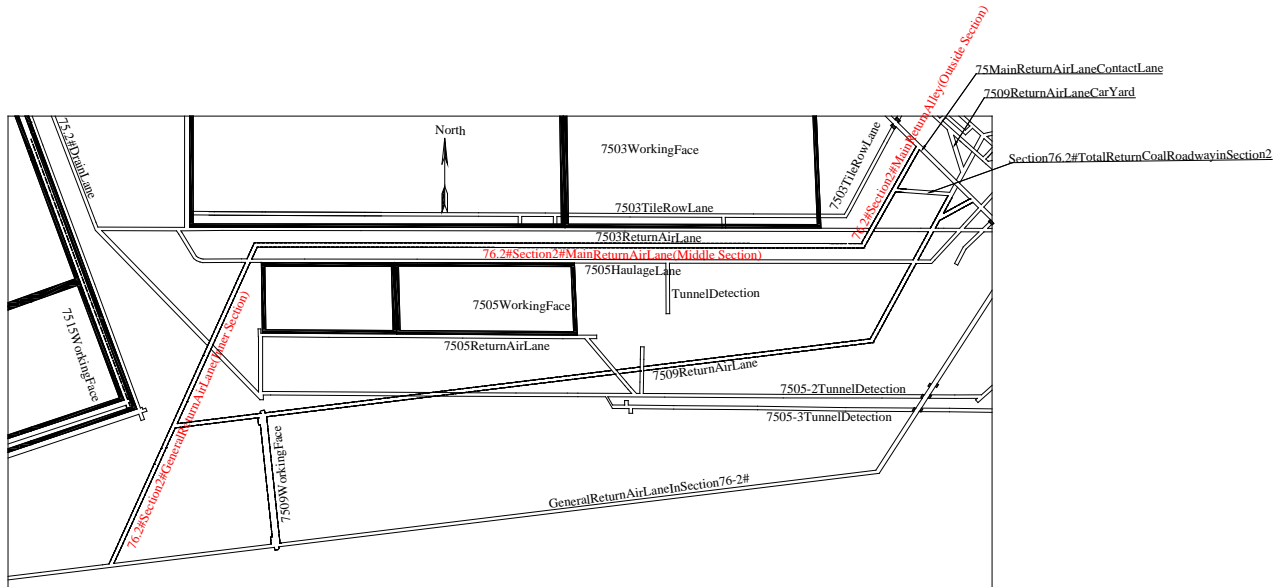 75MainReturnAirLaneContactLane
7509ReturnAirLaneCarYard
76.2#Section2#MainReturnAlley(Outside Section)
75.2#DrainLane
North
7503WorkingFace
7503TileRowLane
Section76.2#TotalReturnCoalRoadwayinSection2
7503TileRowLane
7503ReturnAirLane
76.2#Section2#MainReturnAirLane(Middle Section)
7505HaulageLane
TunnelDetection
7505WorkingFace
7515WorkingFace
76.2#Section2#GeneralReturnAirLane(Inner Section)
7505ReturnAirLane
7509ReturnAirLane
7505-2TunnelDetection
7505-3TunnelDetection
7509WorkingFace
GeneralReturnAirLaneInSection76-2#